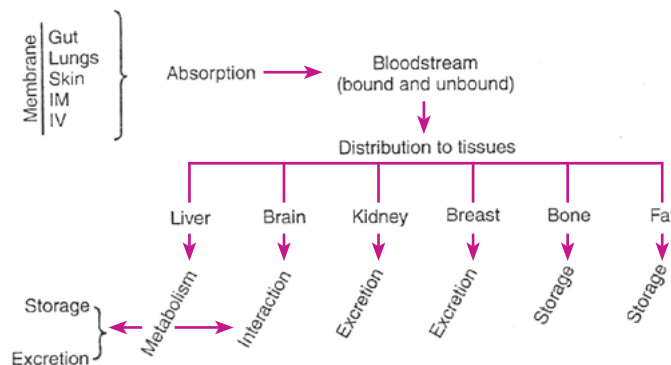 Membrane
Gut
Lungs
Skin
IM
IV
Absorption
Bloodstream
(bound and unbound)
Distribution to tissues
Liver
Brain
Kidney
Breast
Bone
Fa
Metabolism
Interaction
Excretion
Excretion
Storage
Storage
Storage
Excretion